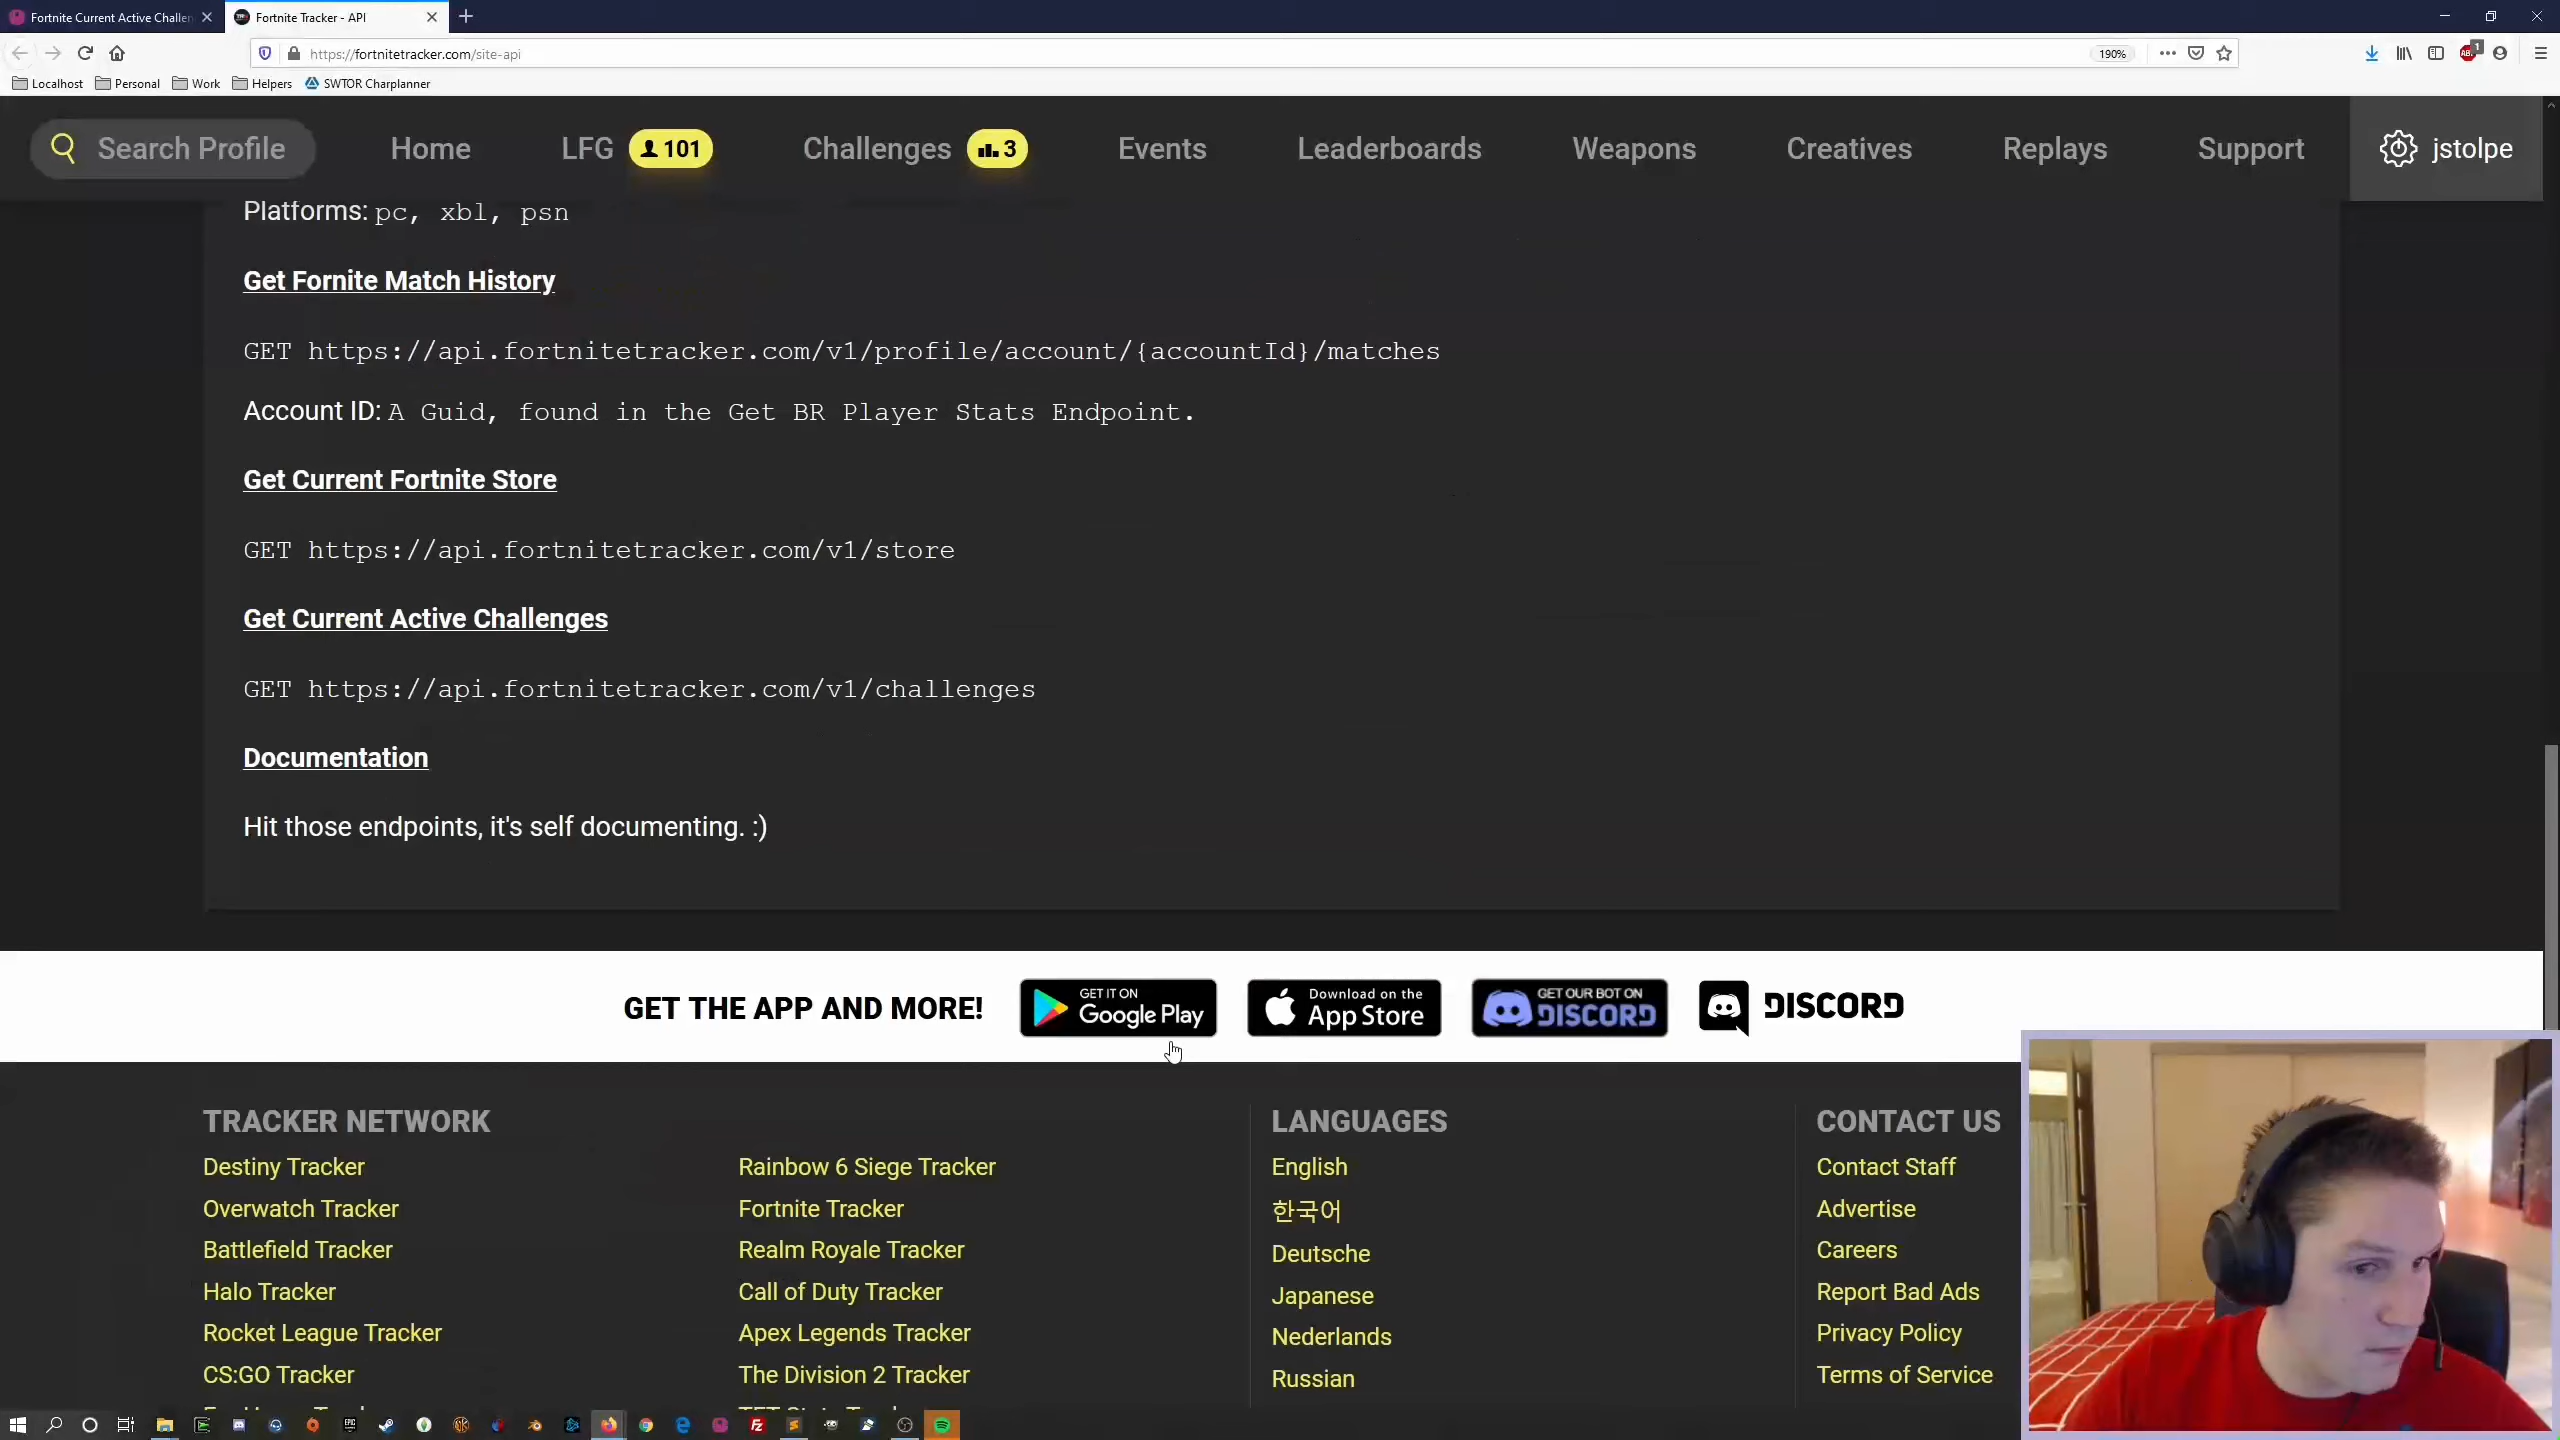 Fortnite Current Active Challen
Fortnite Tracker - API
https://fortnitetracker.com/site-api
190%
Localhost
Personal
Work
Helpers
SWTOR Charplanner
Search Profile
Home
LFG
101
Challenges
3
Events
Leaderboards
Weapons
Creatives
Replays
Support
jstolpe
Platforms: pc, xbl, psn
Get Fornite Match History
GET https://api.fortnitetracker.com/v1/profile/account/{accountId}/matches
Account ID: A Guid, found in the Get BR Player Stats Endpoint.
Get Current Fortnite Store
GET https://api.fortnitetracker.com/v1/store
Get Current Active Challenges
GET https://api.fortnitetracker.com/v1/challenges
Documentation
Hit those endpoints, it's self documenting. :)
GET THE APP AND MORE!
GET IT ON
Google Play
Download on the
App Store
GET OUR BOT ON
DISCORD
DISCORD
TRACKER NETWORK
Destiny Tracker
Overwatch Tracker
Battlefield Tracker
Halo Tracker
Rocket League Tracker
CS:GO Tracker
Rainbow 6 Siege Tracker
Fortnite Tracker
Realm Royale Tracker
Call of Duty Tracker
Apex Legends Tracker
The Division 2 Tracker
LANGUAGES
English
한국어
Deutsche
Japanese
Nederlands
Russian
CONTACT US
Contact Staff
Advertise
Careers
Report Bad Ads
Privacy Policy
Terms of Service